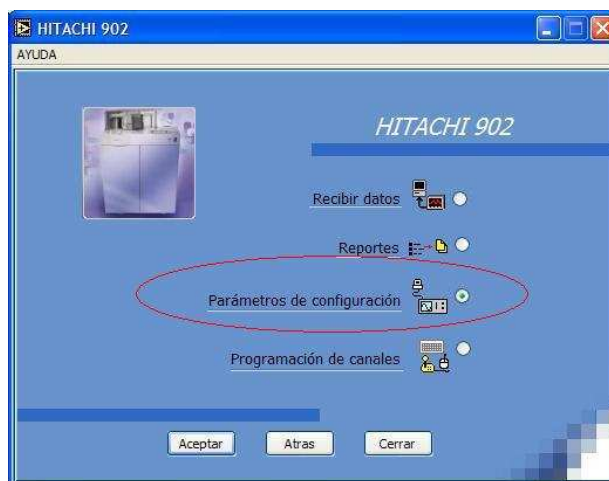 HITACHI 902
AYUDA
HITACHI 902
Recibir datos
Reportes
Parámetros de configuración
Programación de canales
Aceptar Atras Cerrar